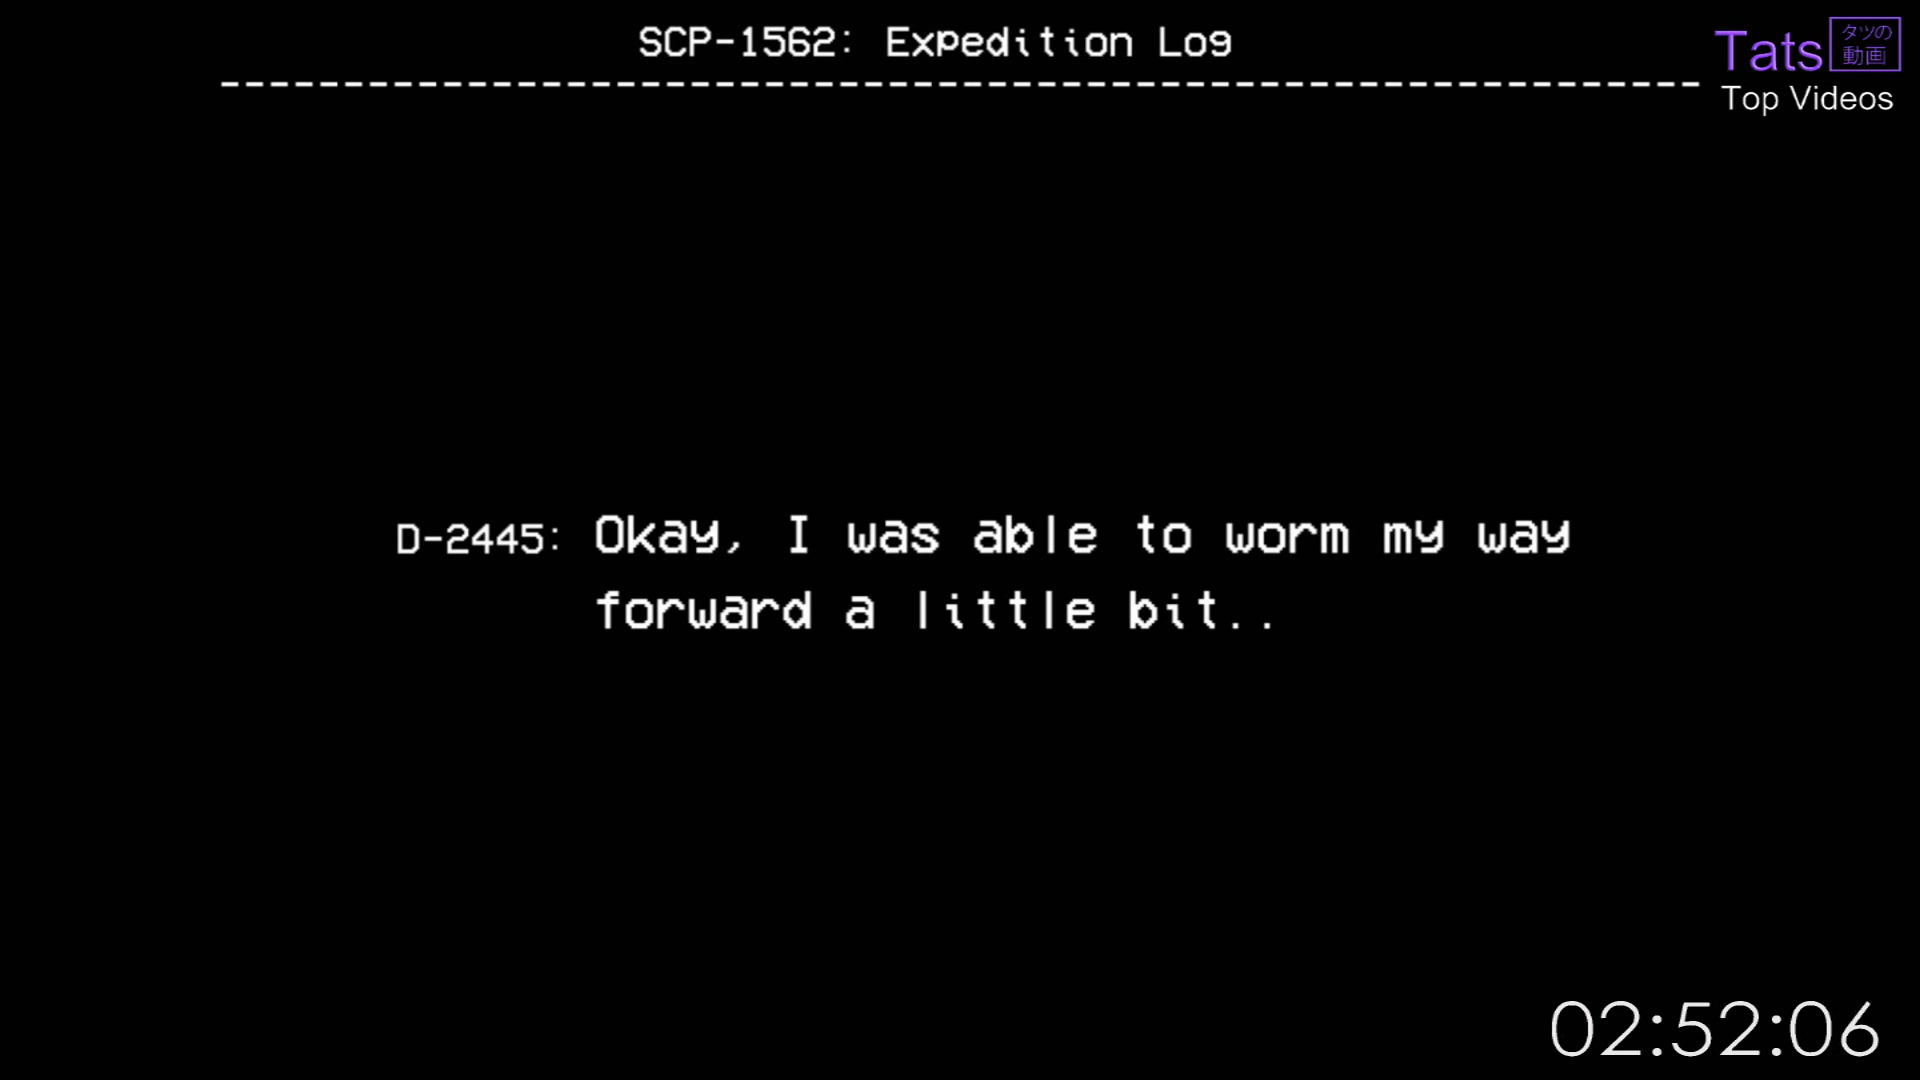 SCP-1562: Expedition Log
--------------------------------------------------------------
Tats
タツの
動画
Top Videos
D-2445: Okay, I was able to worm my way
forward a little bit..
02:52:06